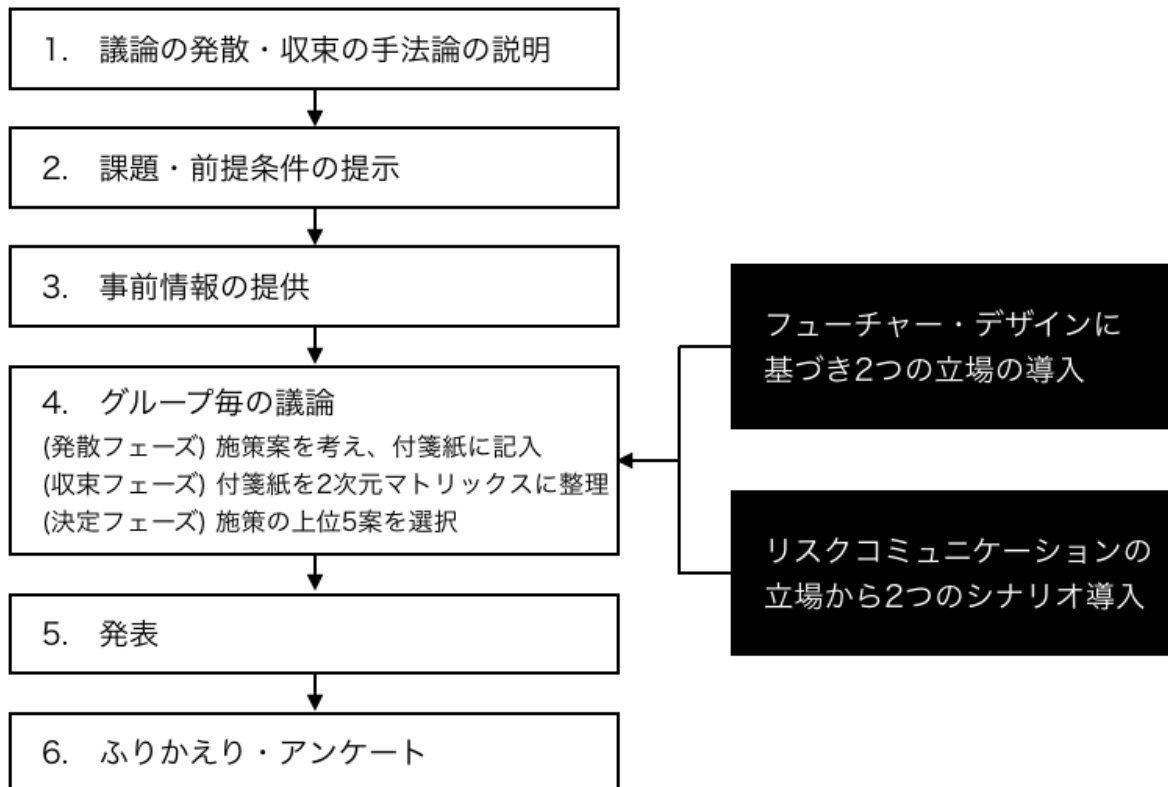 1. 議論の発散・収束の手法論の説明
2. 課題・前提条件の提示
3. 事前情報の提供
4. グループ毎の議論
(発散フェーズ) 施策案を考え、付箋紙に記入
(収束フェーズ) 付箋紙を2次元マトリックスに整理
(決定フェーズ) 施策の上位5案を選択
5. 発表
6. ふりかえり・アンケート
フューチャー・デザインに
基づき2つの立場の導入
リスクコミュニケーションの
立場から2つのシナリオ導入